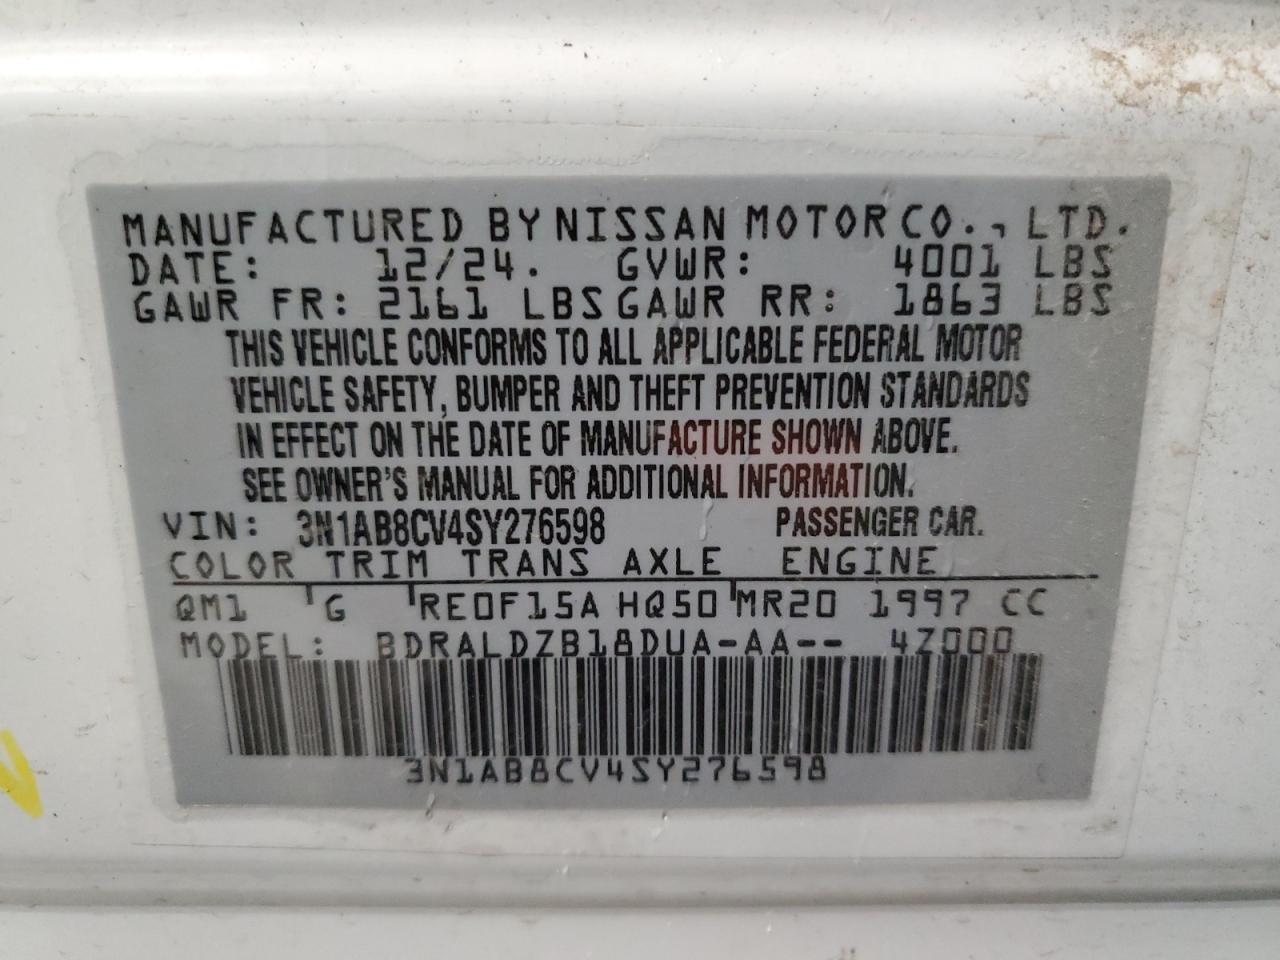 MANUFACTURED BY NISSAN MOTOR CO., LTD.
DATE: 12/24. GVWR: 4001 LBS
GAWR FR: 2161 LBS GAWR RR: 1863 LBS
THIS VEHICLE CONFORMS TO ALL APPLICABLE FEDERAL MOTOR
VEHICLE SAFETY, BUMPER AND THEFT PREVENTION STANDARDS
IN EFFECT ON THE DATE OF MANUFACTURE SHOWN ABOVE.
SEE OWNER'S MANUAL FOR ADDITIONAL INFORMATION.
VIN: 3N1AB8CV4SY276598 PASSENGER CAR.
COLOR TRIM TRANS AXLE ENGINE
QM1 G RE0F15A HQ50 MR20 1997 CC
MODEL: BDRALDZB18DUA-AA-- 4Z000
3N1AB8CV4SY276598